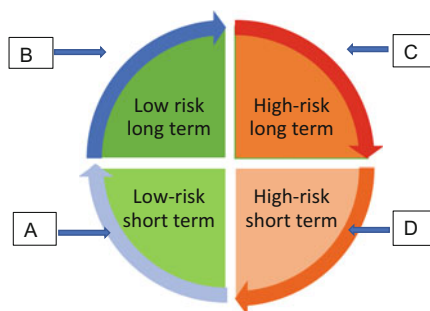 B
C
Low risk
long term
High-risk
long term
Low-risk
short term
High-risk
short term
A
D